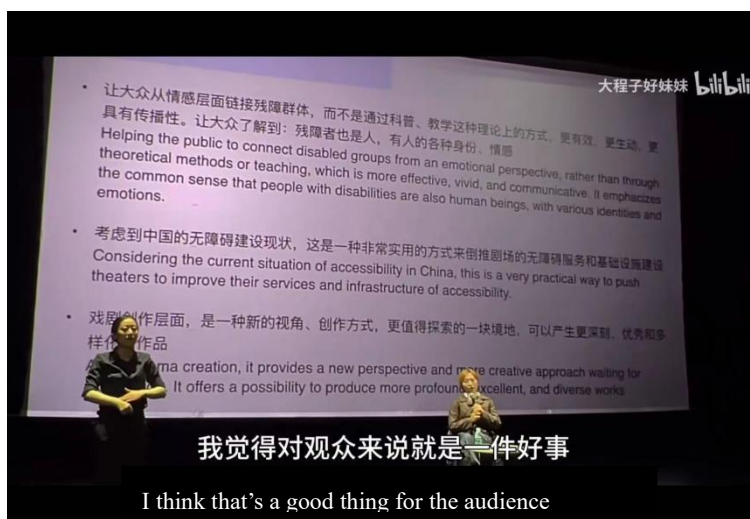 大程子好妹妹 bilibili
• 让大众从情感层面链接残障群体，而不是通过科普、教学这种理论上的方式，更有效、更生动、更
具有传播性。让大众了解到：残障者也是人，有人的各种身份、情感
Helping the public to connect disabled groups from an emotional perspective, rather than through
theoretical methods or teaching, which is more effective, vivid, and communicative. It emphasizes
the common sense that people with disabilities are also human beings, with various identities and
emotions.
• 考虑到中国的无障碍建设现状，这是一种非常实用的方式来倒推剧场的无障碍服务和基础设施建设
Considering the current situation of accessibility in China, this is a very practical way to push
theaters to improve their services and infrastructure of accessibility.
• 戏剧创作层面，是一种新的视角、创作方式，更值得探索的一块境地，可以产生更深刻、优秀和多
样 作品
ma creation, it provides a new perspective and more creative approach waiting for
It offers a possibility to produce more profound, excellent, and diverse works
我觉得对观众来说就是一件好事
I think that's a good thing for the audience